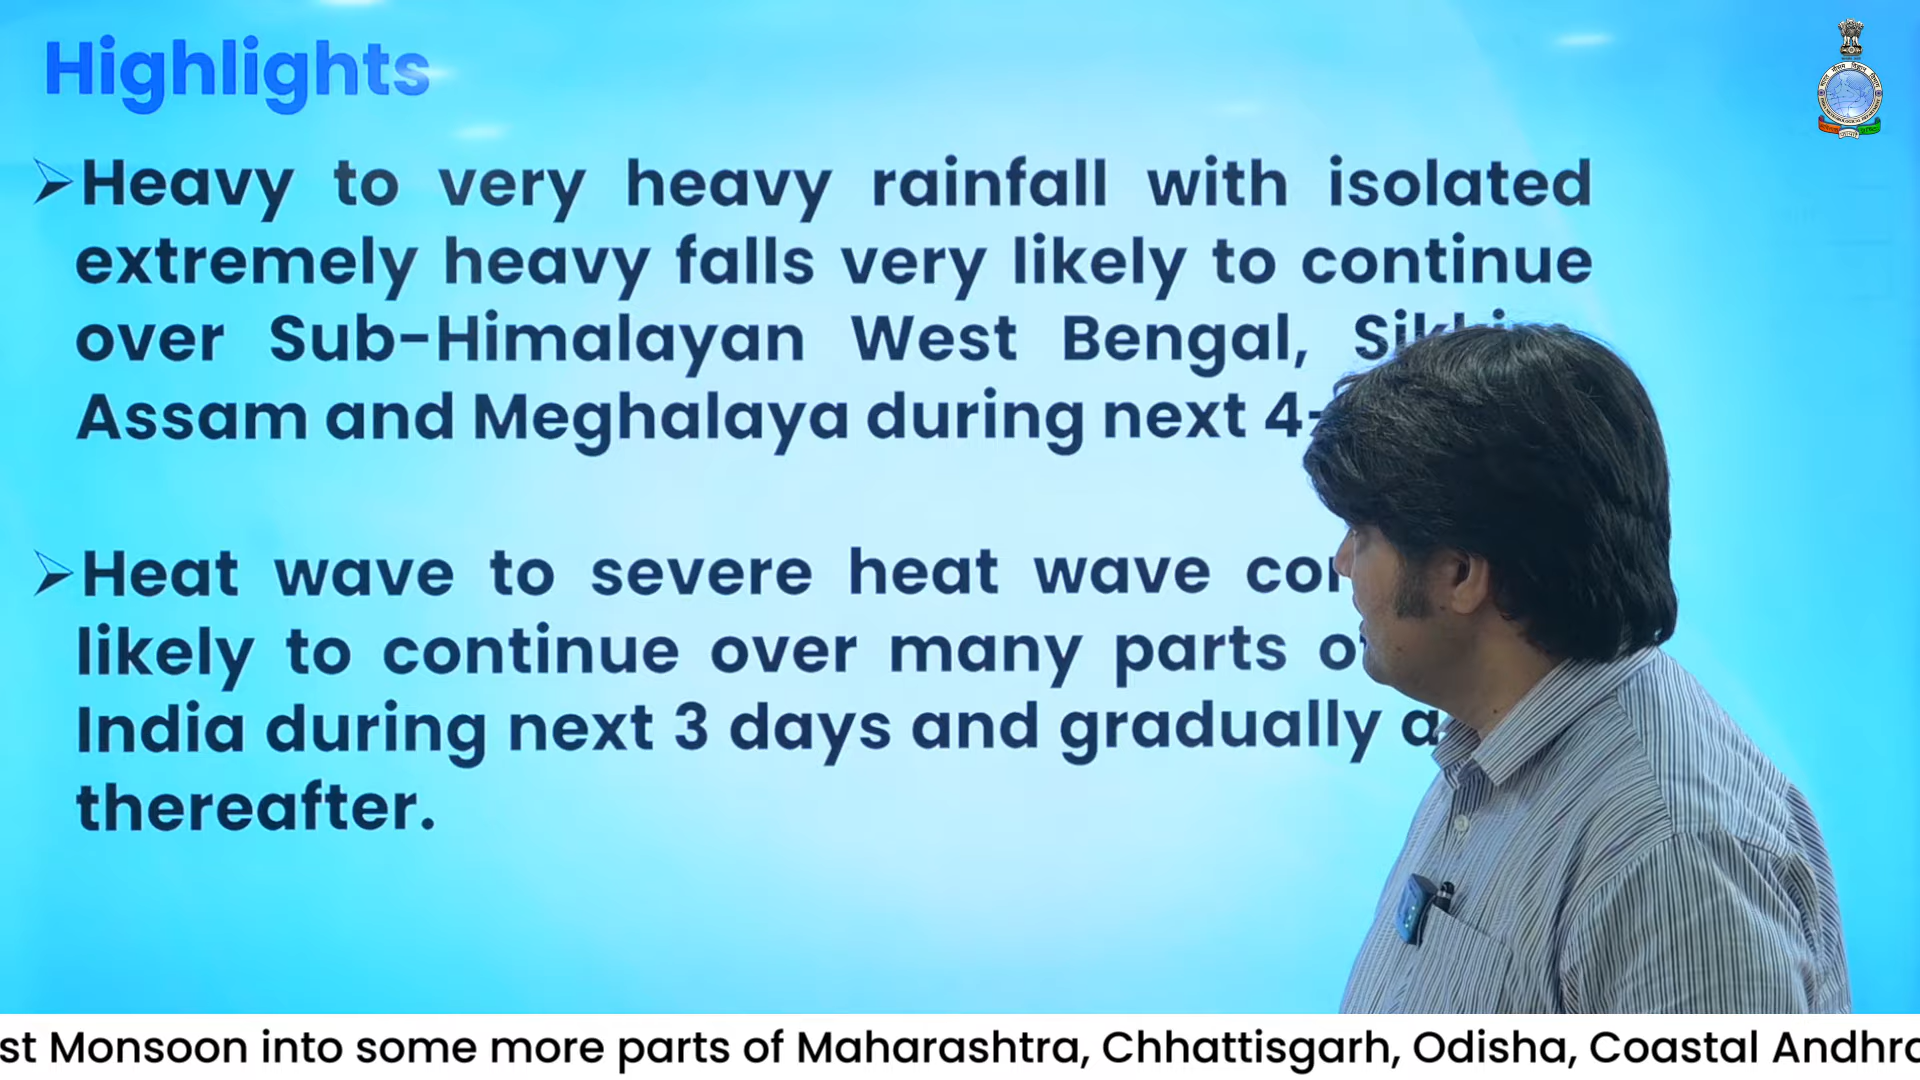 Highlights
➢Heavy to very heavy rainfall with isolated
extremely heavy falls very likely to continue
over Sub-Himalayan West Bengal,
Assam and Meghalaya during next
➢Heat wave to severe heat wave
likely to continue over many parts
India during next 3 days and gradually
thereafter.
Monsoon into some more parts of Maharashtra, Chhattisgarh, Odisha, Coastal